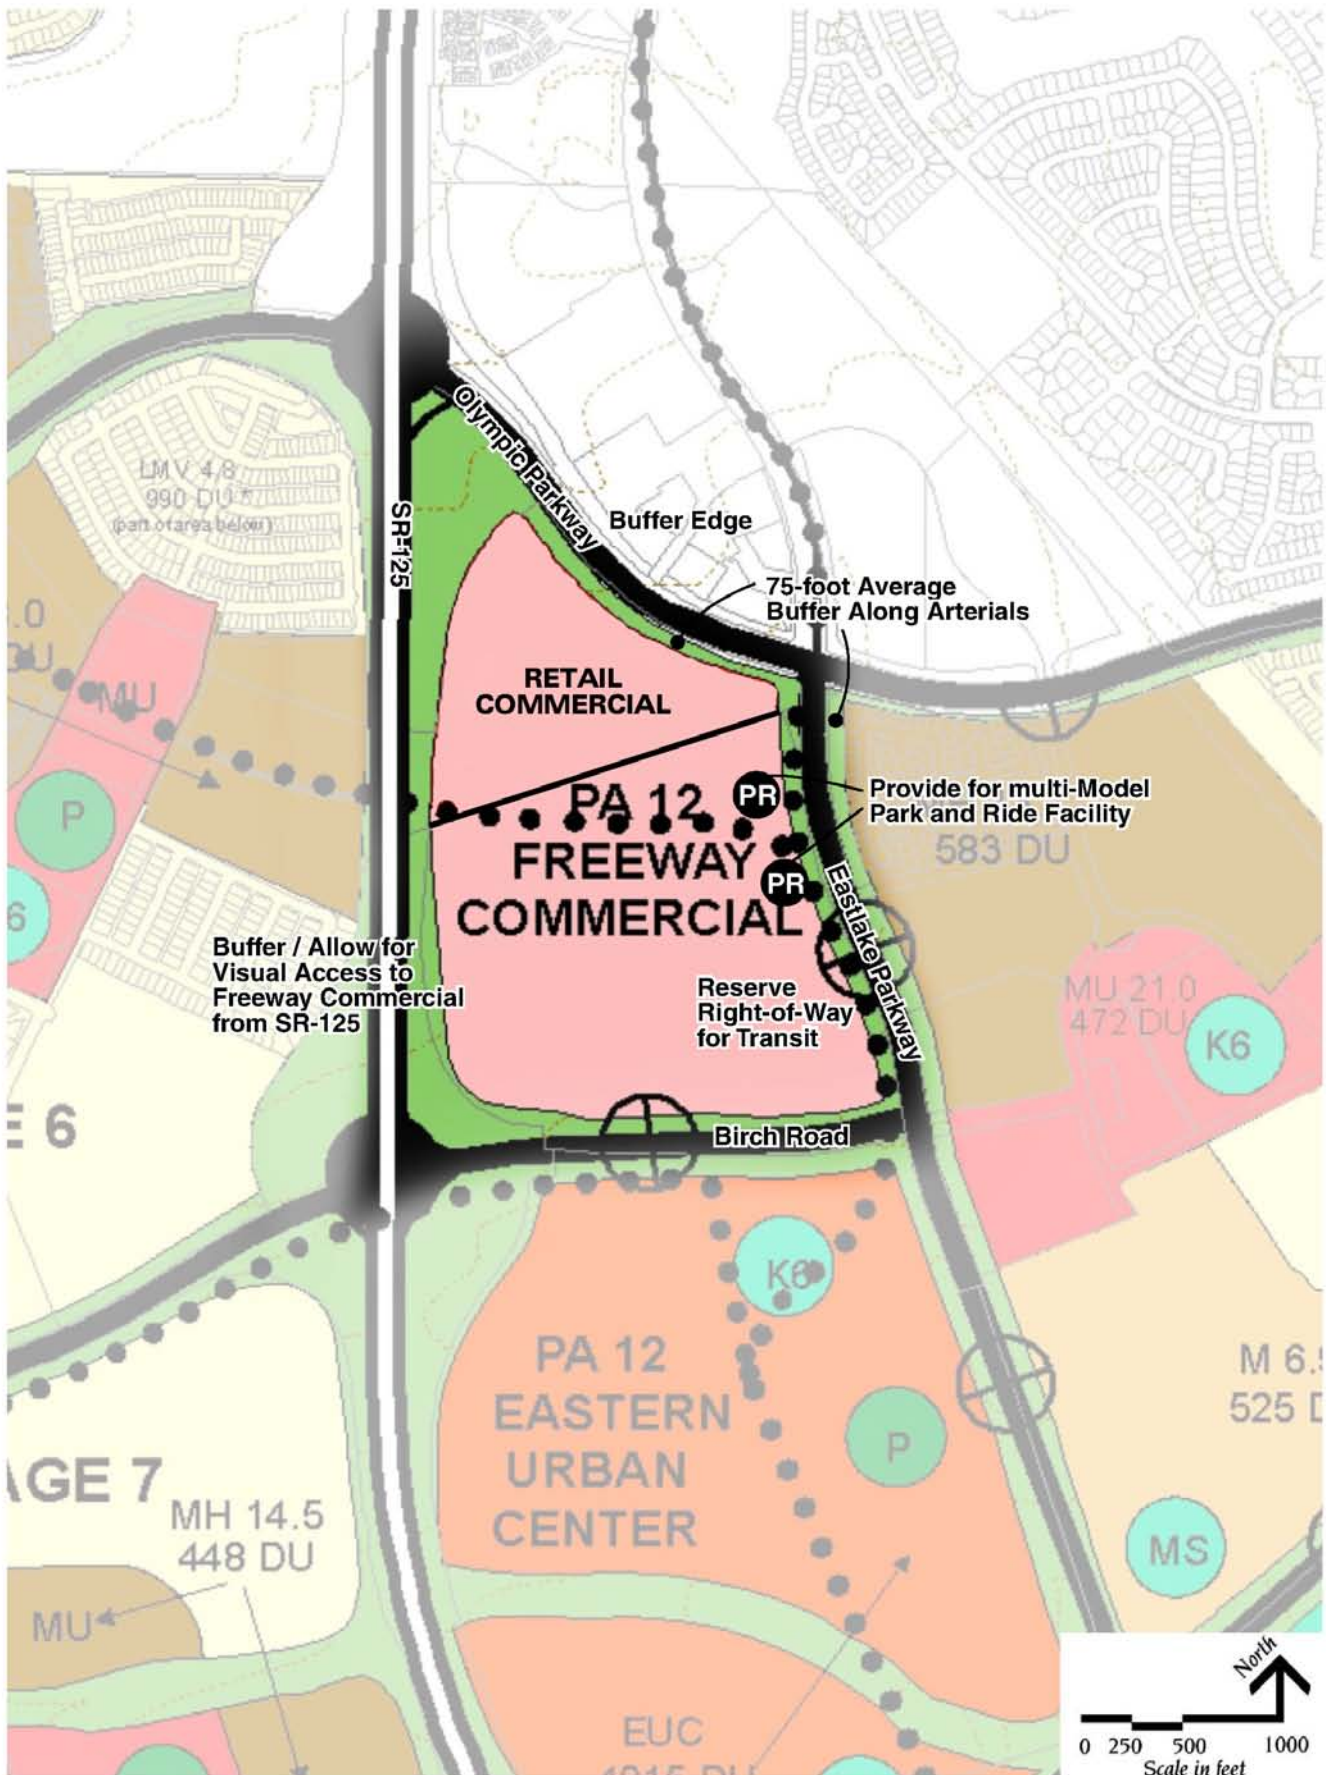 LMV 4.8
990 DU *
(part of area below)
Olympic Parkway
SR-125
Buffer Edge
75-foot Average
Buffer Along Arterials
.0
DU
MU
RETAIL
COMMERCIAL
P
PA 12
FREEWAY
COMMERCIAL
PR
PR
Provide for multi-Model
Park and Ride Facility
583 DU
Eastlake Parkway
6
Buffer / Allow for
Visual Access to
Freeway Commercial
from SR-125
Reserve
Right-of-Way
for Transit
MU 21.0
472 DU
K6
E 6
Birch Road
K6
PA 12
EASTERN
URBAN
CENTER
P
M 6.
525 D
AGE 7
MH 14.5
448 DU
MU
MS
EUC
North
0 250 500 1000
Scale in feet